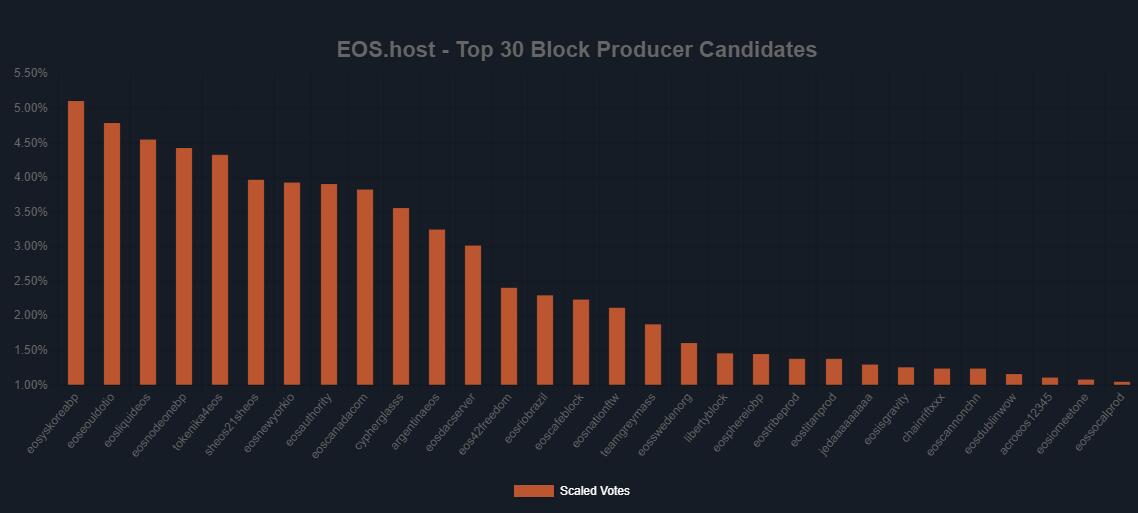 EOS.host - Top 30 Block Producer Candidates
5.50%
5.00%
4.50%
4.00%
3.50%
3.00%
2.50%
2.00%
1.50%
1.00%
eosyskoreabp
eoseouldotio
eosliquideos
eosnodeonebp
tokenika4eos
sheos21sheos
eosnewyorkio
eosauthority
eoscanadacom
cypherglasss
argentinaeos
eosdacserver
eos42freedom
eosriobrazil
eoscafeblock
eosnationftw
teamgreymass
eosswedenorg
libertyblock
eosphereiobp
eostribeprod
eostitanprod
jedaaaaaaaaa
eosisgravity
chainriftxxx
eoscannonchn
eosdublinwow
acroeos12345
eosiomeetone
eossocalprod
Scaled Votes